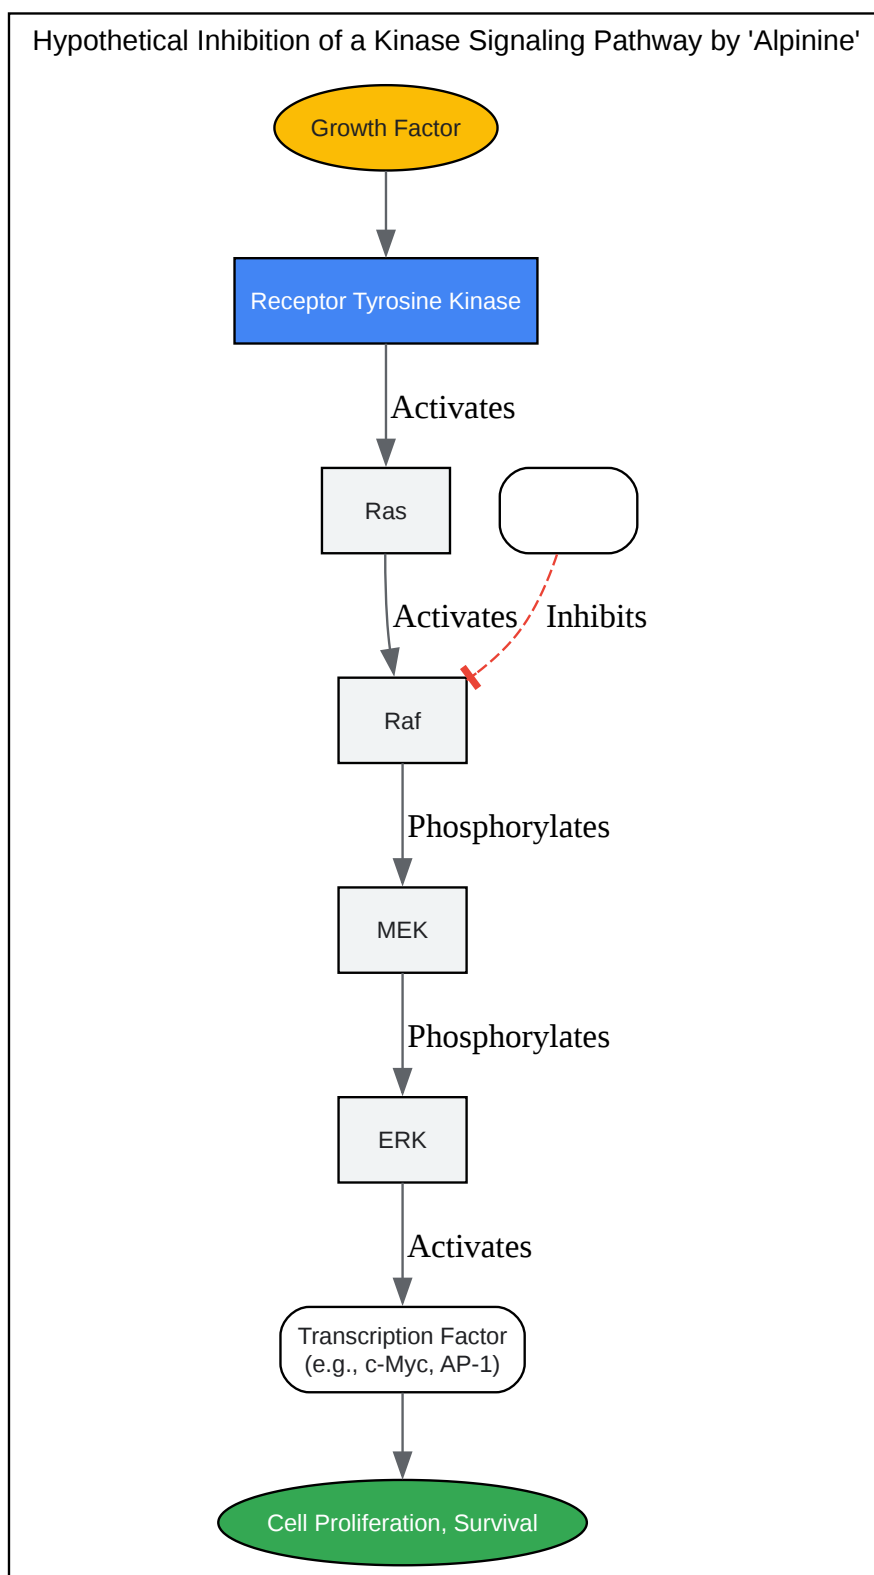 Hypothetical Inhibition of a Kinase Signaling Pathway by 'Alpinine'
Growth Factor
Receptor Tyrosine Kinase
Activates
Ras
Activates
Inhibits
Raf
Phosphorylates
MEK
Phosphorylates
ERK
Activates
Transcription Factor
(e.g., c-Myc, AP-1)
Cell Proliferation, Survival